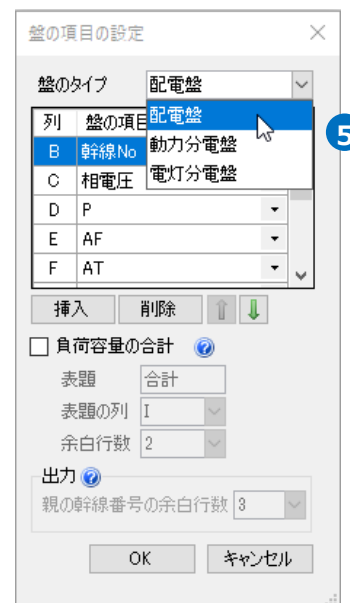 盤の項目の設定
盤のタイプ 配電盤
列 盤の項目
配電盤
動力分電盤
電灯分電盤
B 幹線No
C 相電圧
D P
E AF
F AT
挿入 削除
負荷容量の合計 ?
表題 合計
表題の列 I
余白行数 2
出力 ?
親の幹線番号の余白行数 3
OK キャンセル
5